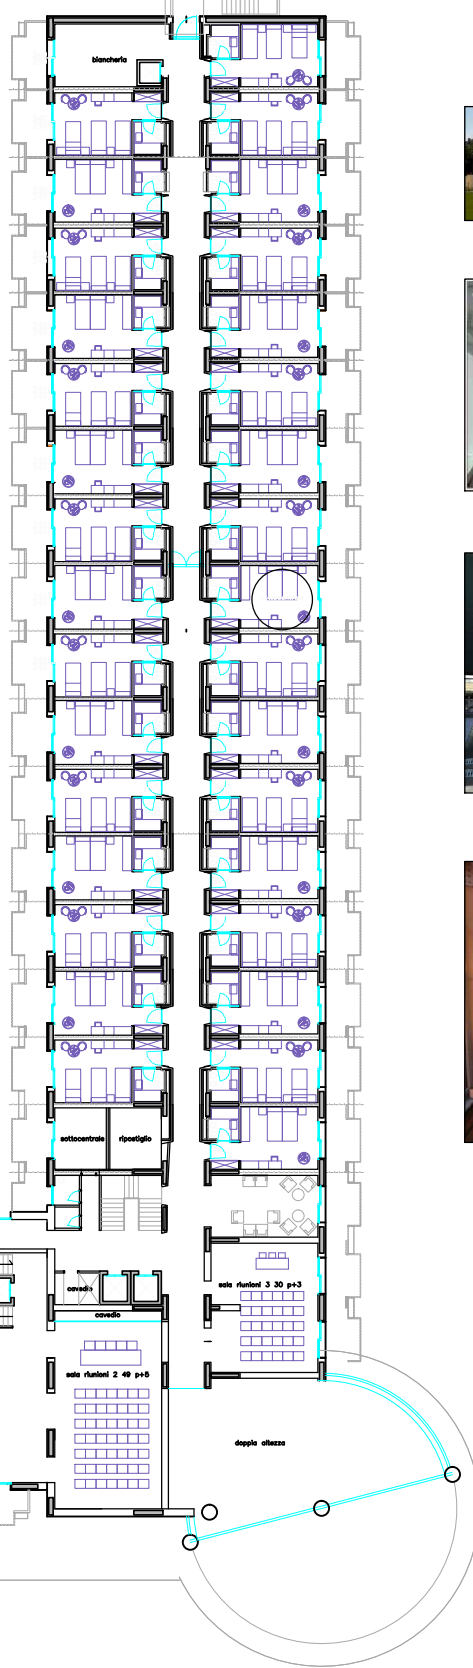 biancheria
sottocentrale
ripostiglio
cavedio
cavedio
sala riunioni 3 30 p+3
sala riunioni 2 49 p+5
doppia altezza